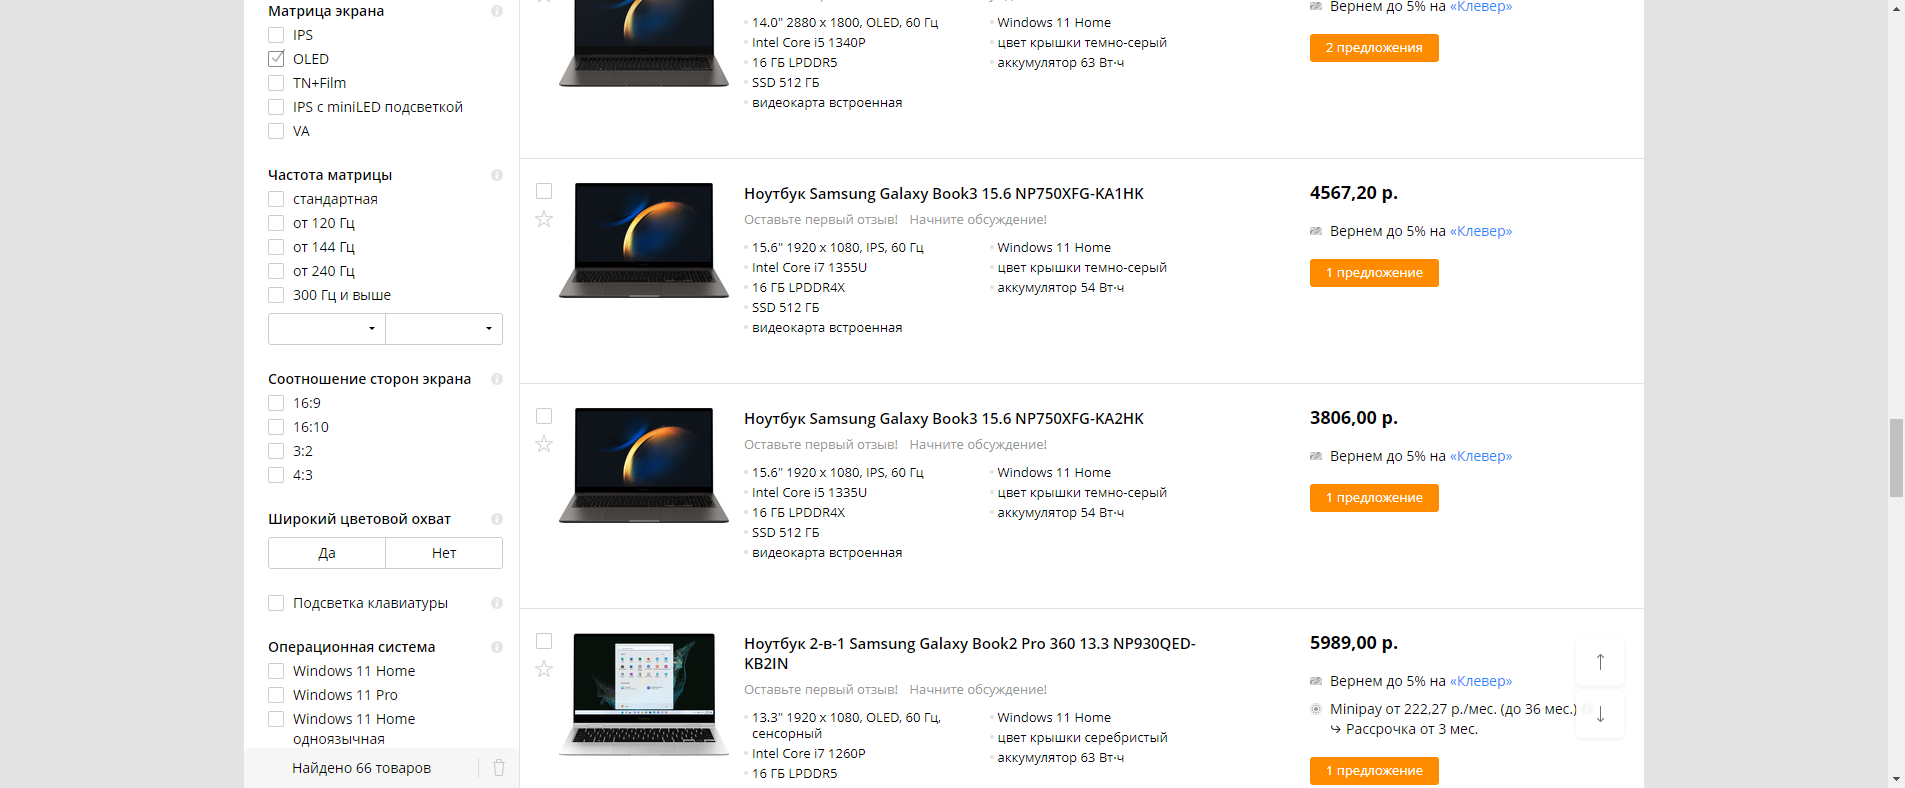 Матрица экрана
IPS
OLED
TN+Film
IPS с miniLED подсветкой
VA
Частота матрицы
стандартная
от 120 Гц
от 144 Гц
от 240 Гц
300 Гц и выше
Соотношение сторон экрана
16:9
16:10
3:2
4:3
Широкий цветовой охват
Да
Нет
Подсветка клавиатуры
Операционная система
Windows 11 Home
Windows 11 Pro
Windows 11 Home
одноязычная
Найдено 66 товаров
14.0" 2880 x 1800, OLED, 60 Гц
Intel Core i5 1340P
16 ГБ LPDDR5
SSD 512 ГБ
видеокарта встроенная
Windows 11 Home
цвет крышки темно-серый
аккумулятор 63 Вт·ч
Вернем до 5% на «Клевер»
2 предложения
Ноутбук Samsung Galaxy Book3 15.6 NP750XFG-KA1HK
Оставьте первый отзыв! Начните обсуждение!
15.6" 1920 x 1080, IPS, 60 Гц
Intel Core i7 1355U
16 ГБ LPDDR4X
SSD 512 ГБ
видеокарта встроенная
Windows 11 Home
цвет крышки темно-серый
аккумулятор 54 Вт·ч
4567,20 р.
Вернем до 5% на «Клевер»
1 предложение
Ноутбук Samsung Galaxy Book3 15.6 NP750XFG-KA2HK
Оставьте первый отзыв! Начните обсуждение!
15.6" 1920 x 1080, IPS, 60 Гц
Intel Core i5 1335U
16 ГБ LPDDR4X
SSD 512 ГБ
видеокарта встроенная
Windows 11 Home
цвет крышки темно-серый
аккумулятор 54 Вт·ч
3806,00 р.
Вернем до 5% на «Клевер»
1 предложение
Ноутбук 2-в-1 Samsung Galaxy Book2 Pro 360 13.3 NP930QED-
KB2IN
Оставьте первый отзыв! Начните обсуждение!
13.3" 1920 x 1080, OLED, 60 Гц,
сенсорный
Intel Core i7 1260P
16 ГБ LPDDR5
Windows 11 Home
цвет крышки серебристый
аккумулятор 63 Вт·ч
5989,00 р.
Вернем до 5% на «Клевер»
Minipay от 222,27 р./мес. (до 36 мес.)
↪ Рассрочка от 3 мес.
1 предложение